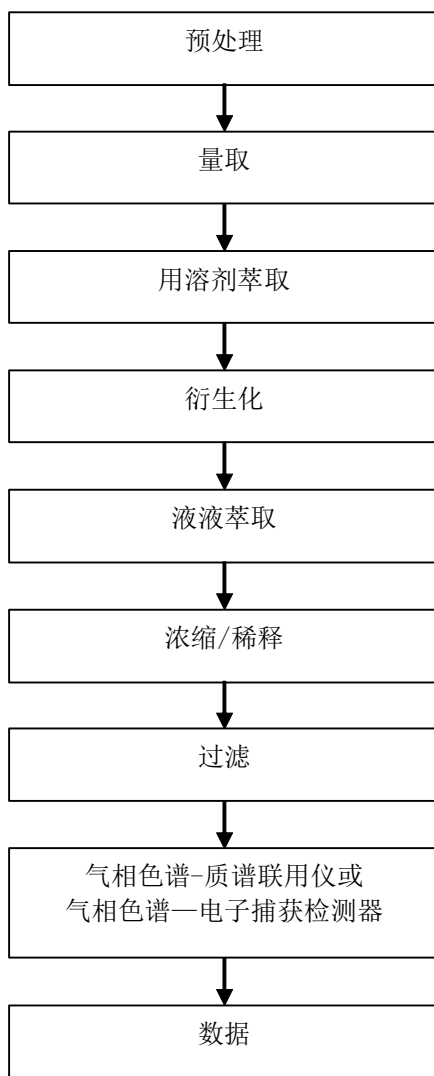 预处理
量取
用溶剂萃取
衍生化
液液萃取
浓缩/稀释
过滤
气相色谱-质谱联用仪或
气相色谱—电子捕获检测器
数据